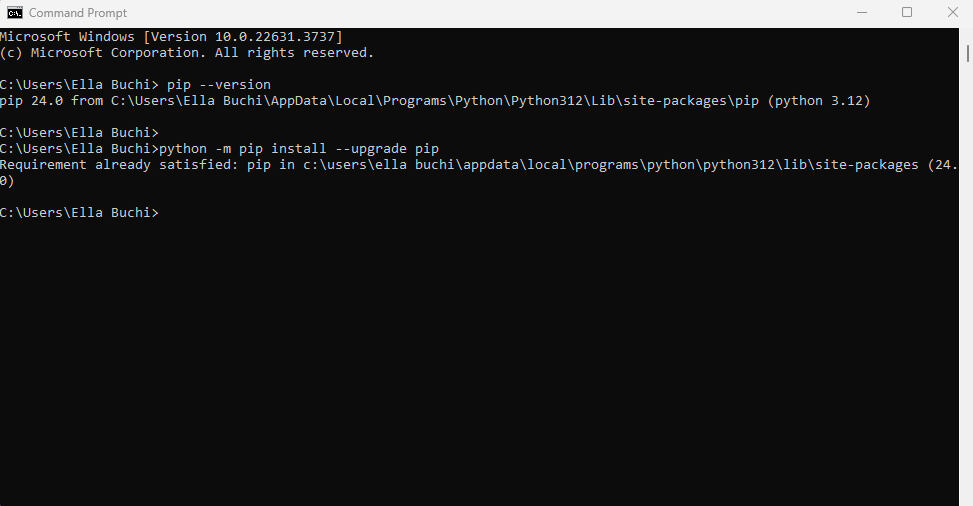 Command Prompt
Microsoft Windows [Version 10.0.22631.3737]
(c) Microsoft Corporation. All rights reserved.
C:\Users\Ella Buchi> pip --version
pip 24.0 from C:\Users\Ella Buchi\AppData\Local\Programs\Python\Python312\Lib\site-packages\pip (python 3.12)
C:\Users\Ella Buchi>
C:\Users\Ella Buchi>python -m pip install --upgrade pip
Requirement already satisfied: pip in c:\users\ella buchi\appdata\local\programs\python\python312\lib\site-packages (24.
0)
C:\Users\Ella Buchi>